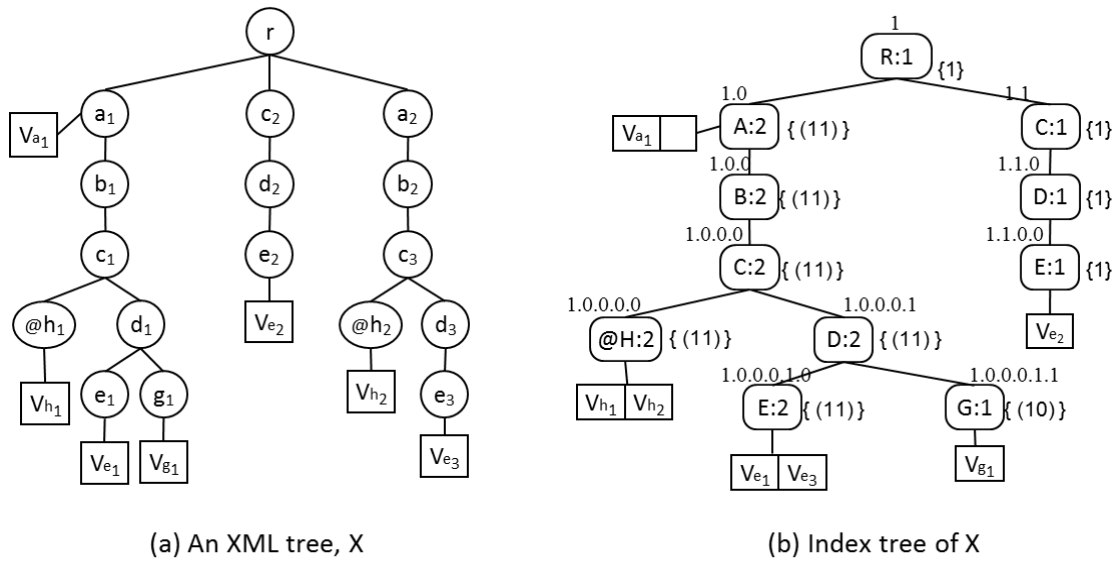 r
a1 c2 a2
Va1
b1 d2 b2
c1 e2 c3
@h1 d1 Ve2 @h2 d3
Vh1 e1 g1 Vh2 e3
Ve1 Vg1 Ve3
(a) An XML tree, X
1
R:1 {1}
1.0 1.1
Va1 A:2 { (11) } C:1 {1}
1.0.0 1.1.0
B:2 { (11) } D:1 {1}
1.0.0.0 1.1.0.0
C:2 { (11) } E:1 {1}
1.0.0.0.0 1.0.0.0.1
@H:2 { (11) } D:2 { (11) } Ve2
1.0.0.0.1.0 1.0.0.0.1.1
Vh1 Vh2 E:2 { (11) } G:1 { (10) }
Ve1 Ve3 Vg1
(b) Index tree of X